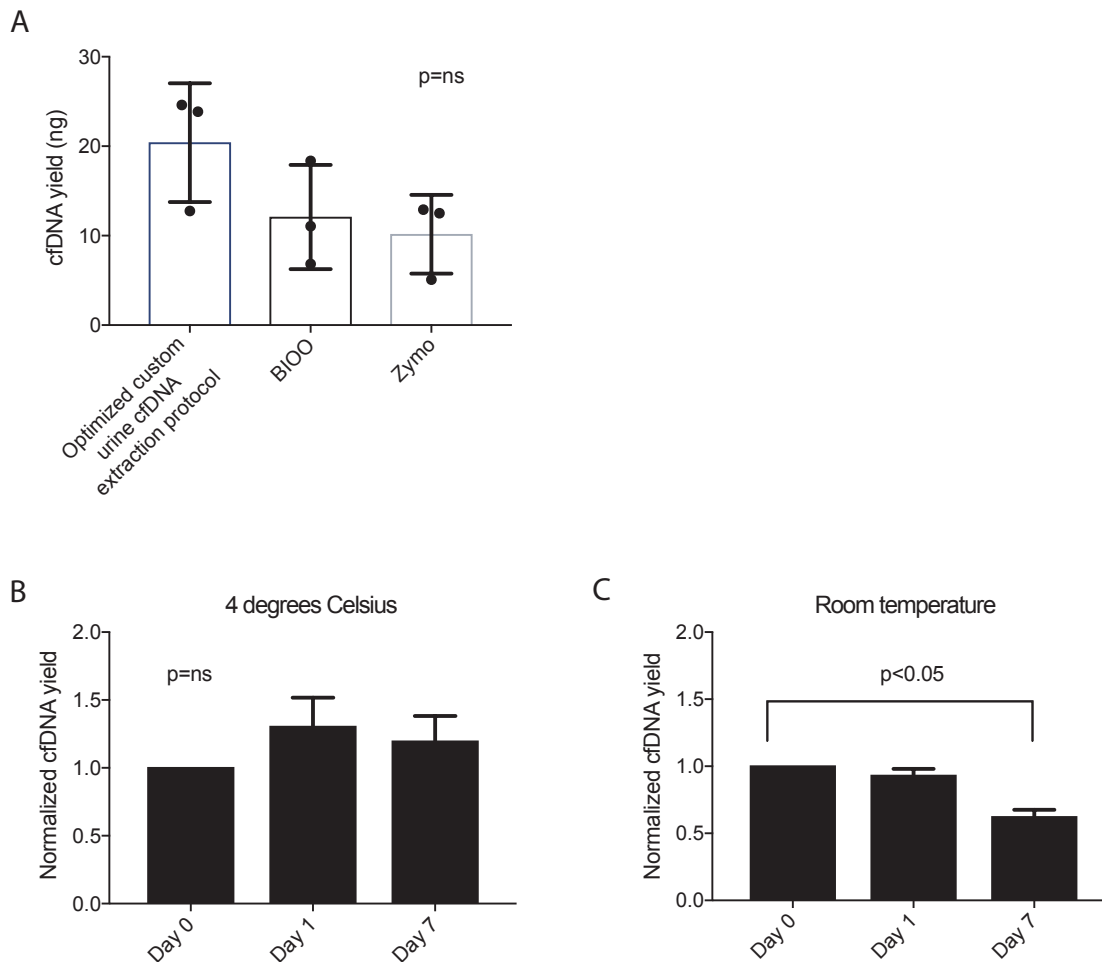 A
30
20
10
0
cfDNA yield (ng)
p=ns
Optimized custom
urine cfDNA
extraction protocol
BIOO
Zymo
B
4 degrees Celsius
2.0
1.5
1.0
0.5
0.0
Normalized cfDNA yield
p=ns
Day 0
Day 1
Day 7
C
Room temperature
2.0
1.5
1.0
0.5
0.0
Normalized cfDNA yield
p<0.05
Day 0
Day 1
Day 7